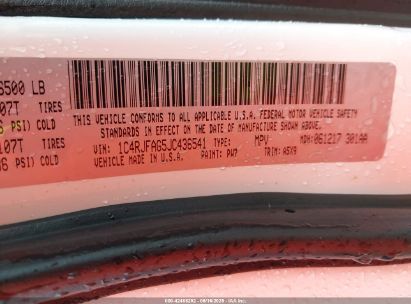 6500 LB
07T TIRES
PSI) COLD
107T TIRES
PSI) COLD
THIS VEHICLE CONFORMS TO ALL APPLICABLE U.S.A. FEDERAL MOTOR VEHICLE SAFETY
STANDARDS IN EFFECT ON THE DATE OF MANUFACTURE SHOWN ABOVE.
VIN: 1C4RJFAG5JC436541 TYPE: MPV MDH: 061217 301AA
VEHICLE MADE IN U.S.A. PAINT: PW7 TRIM: A5X9